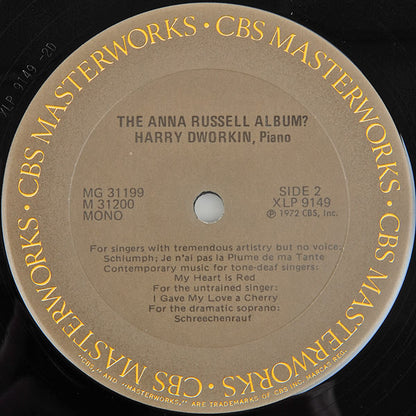 CBS MASTERWORKS · CBS MASTERWORKS · CBS MASTERWORKS · CBS MASTERWORKS ·
XLP 9149 -2D
THE ANNA RUSSELL ALBUM?
HARRY DWORKIN, Piano
MG 31199
M 31200
MONO
SIDE 2
XLP 9149
℗ 1972 CBS, Inc.
For singers with tremendous artistry but no voice:
Schlumph; Je n'ai pas la Plume de ma Tante
Contemporary music for tone-deaf singers:
My Heart is Red
For the untrained singer:
I Gave My Love a Cherry
For the dramatic soprano:
Schreechenrauf
"CBS," AND "MASTERWORKS," ARE TRADEMARKS OF CBS INC; MARCAS REG.